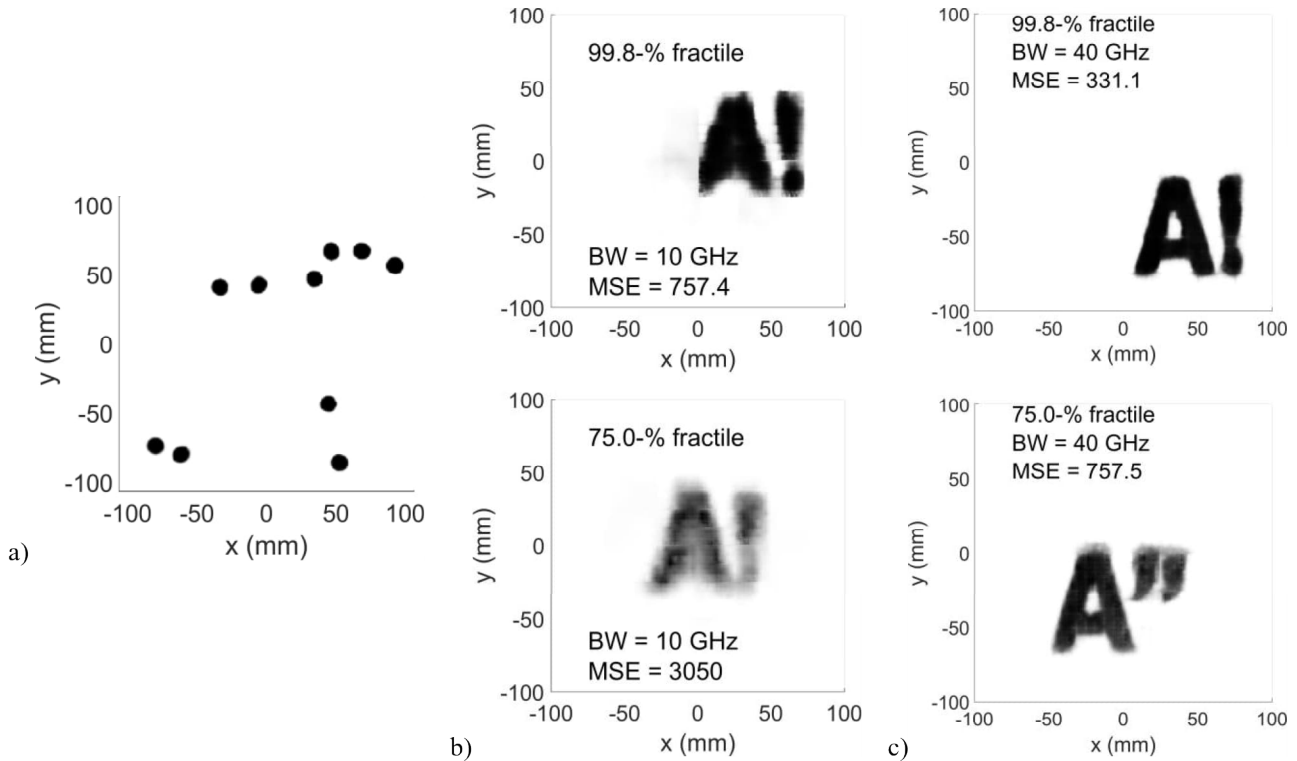 100
50
0
-50
-100
y (mm)
-100 -50 0 50 100
x (mm)
a)
100
50
0
-50
-100
y (mm)
99.8-% fractile
A!
BW = 10 GHz
MSE = 757.4
-100 -50 0 50 100
x (mm)
100
50
0
-50
-100
y (mm)
75.0-% fractile
A!
BW = 10 GHz
MSE = 3050
-100 -50 0 50 100
x (mm)
b)
100
50
0
-50
-100
y (mm)
99.8-% fractile
BW = 40 GHz
MSE = 331.1
A!
-100 -50 0 50 100
x (mm)
100
50
0
-50
-100
y (mm)
75.0-% fractile
BW = 40 GHz
MSE = 757.5
A”
-100 -50 0 50 100
x (mm)
c)